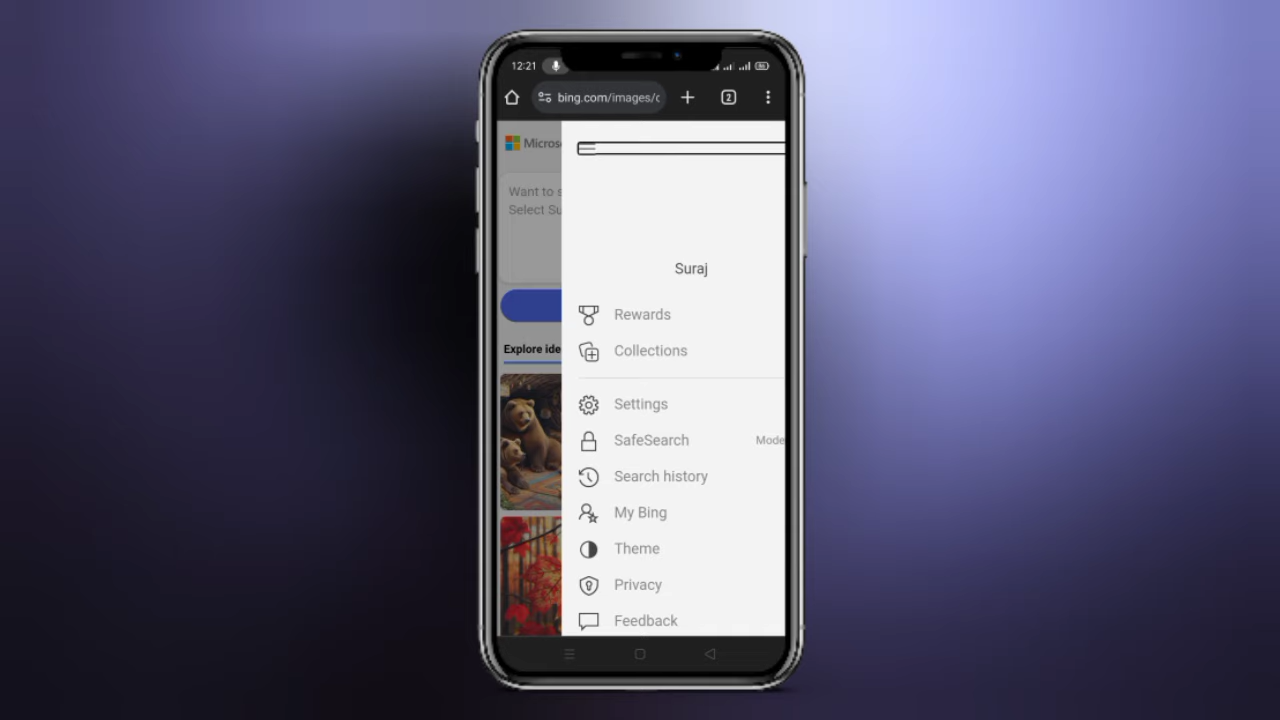 12:21
bing.com/images/c
2
Micros
Want to s
Select Su
Suraj
Rewards
Collections
Explore ide
Settings
SafeSearch Mode
Search history
My Bing
Theme
Privacy
Feedback